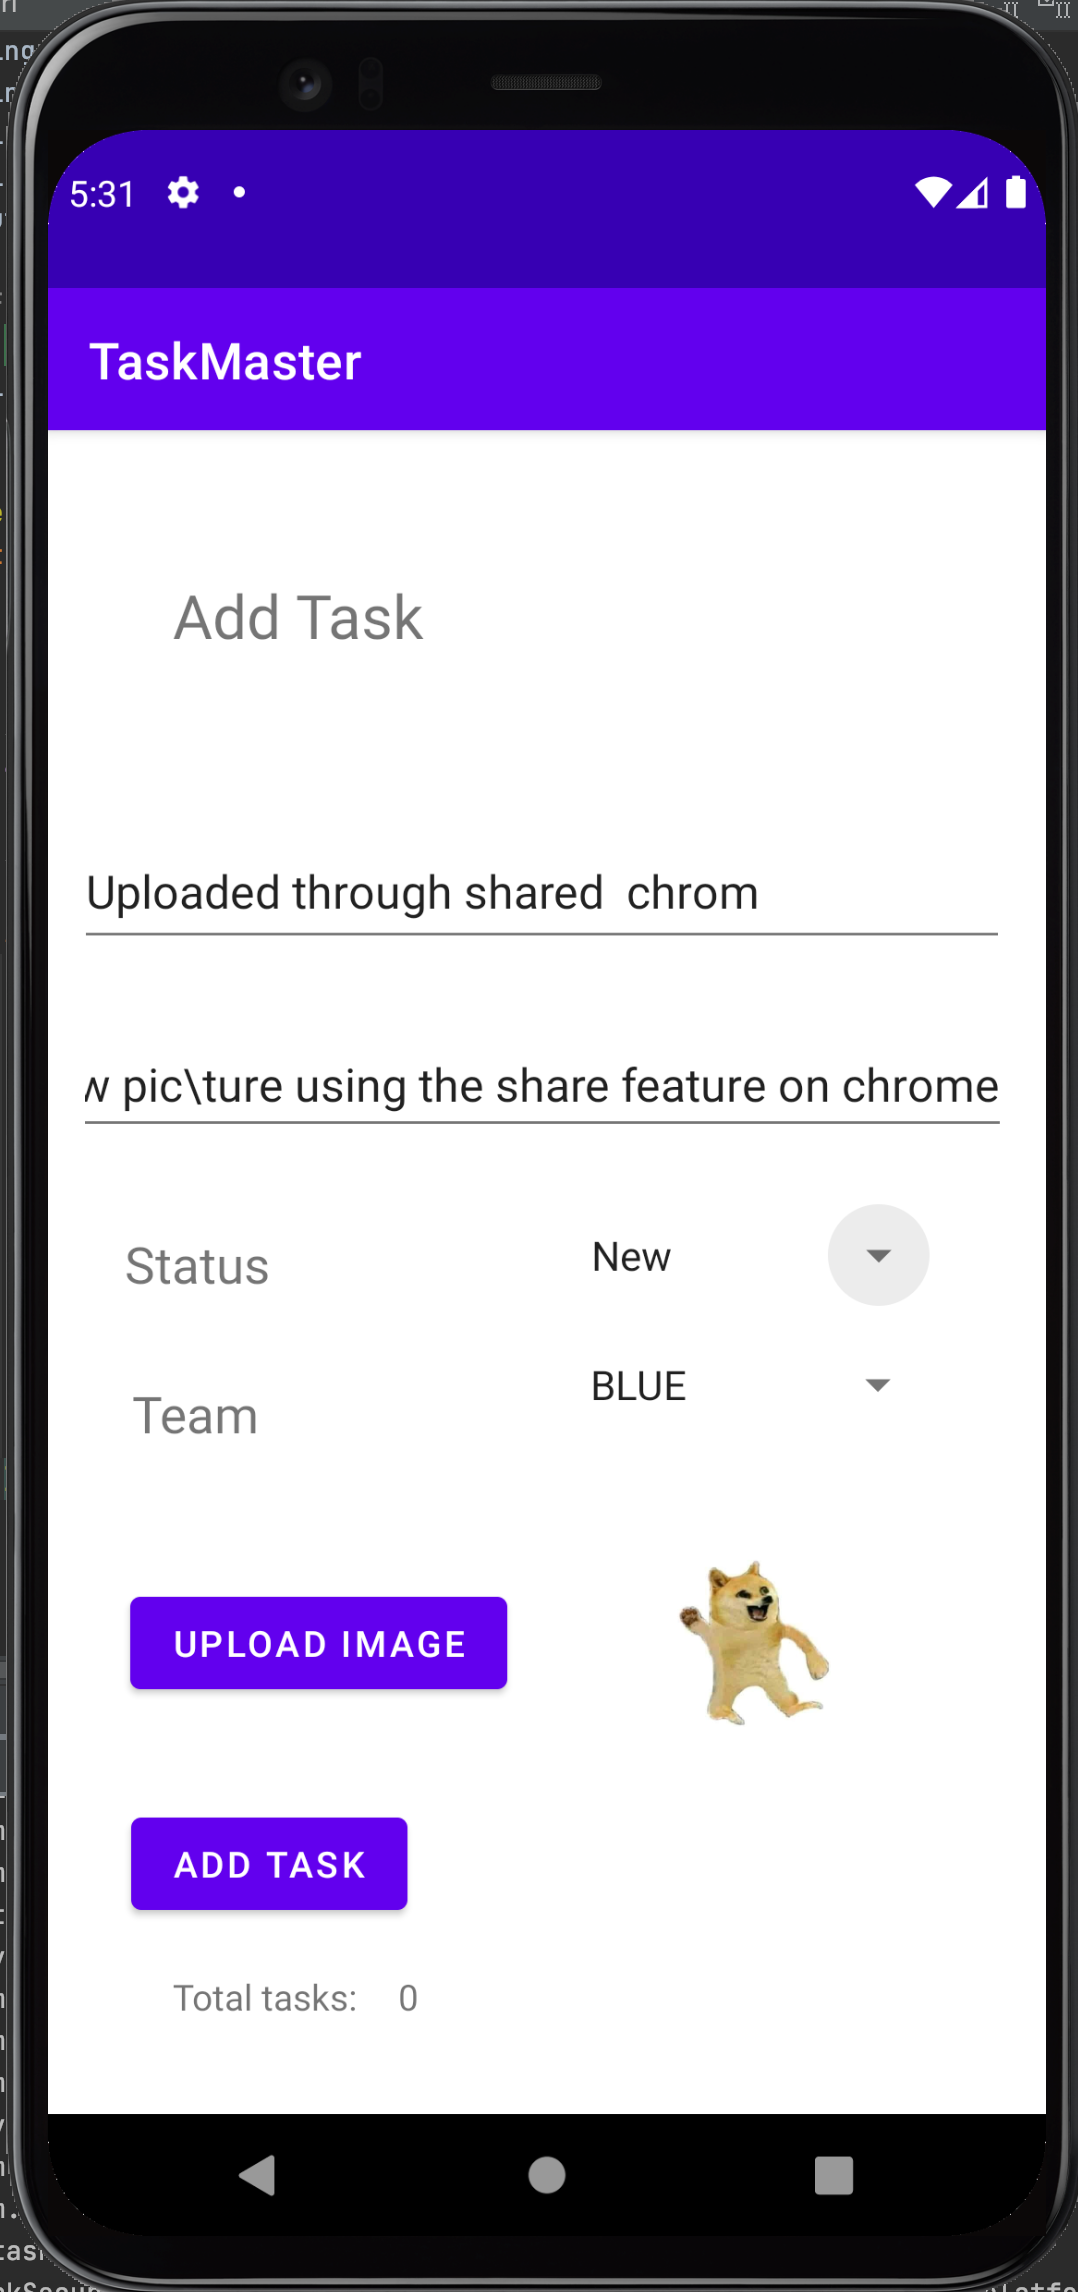 5:31
TaskMaster
Add Task
Uploaded through shared  chrom
w pic\ture using the share feature on chrome
Status
New
BLUE
Team
UPLOAD IMAGE
ADD TASK
Total tasks: 0